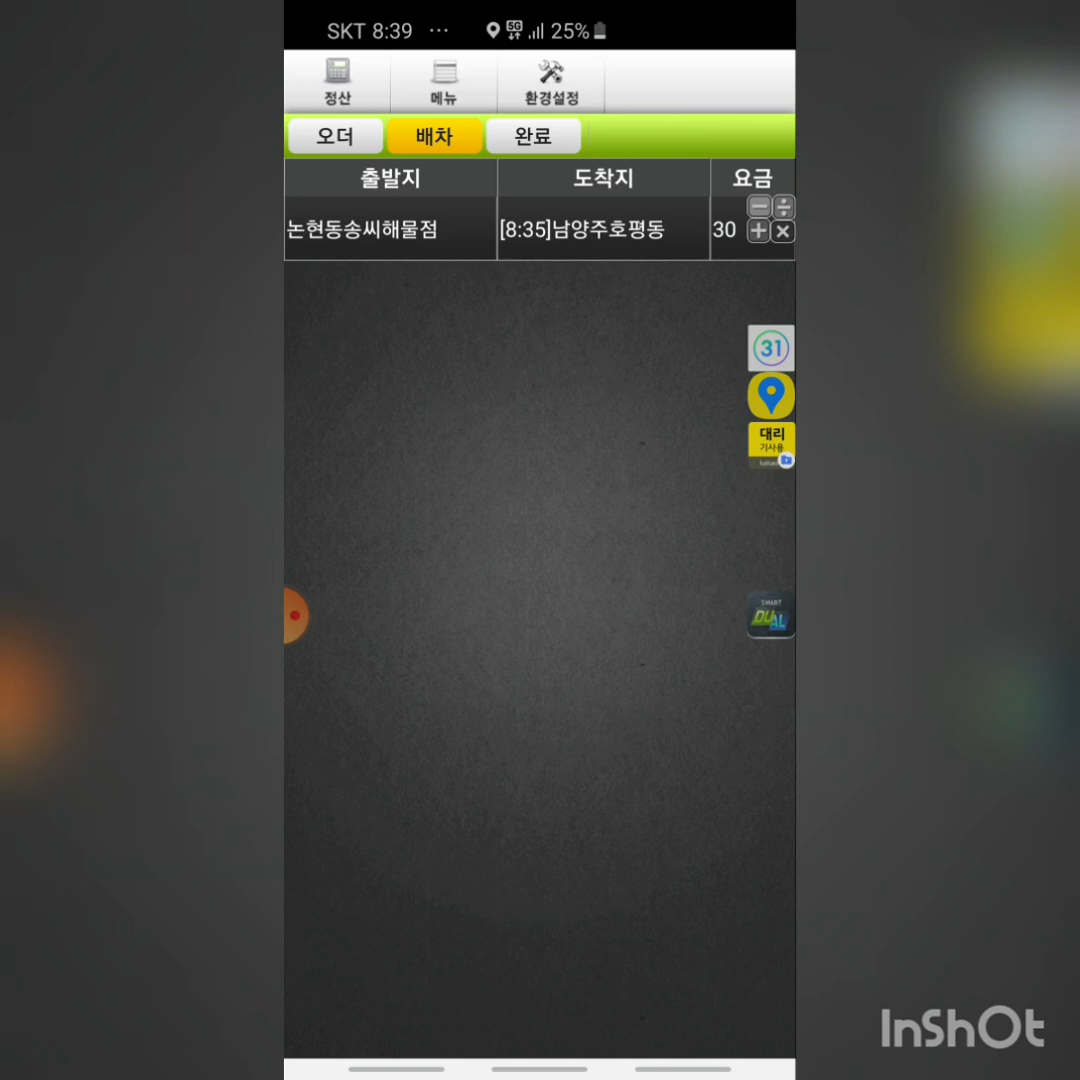 SKT 8:39 ··· 5G 25%
정산 메뉴 환경설정
오더 배차 완료
출발지 도착지 요금
논현동송씨해물점 [8:35]남양주호평동 30
31
대리
기사용
SMART
DUAL
InShOt